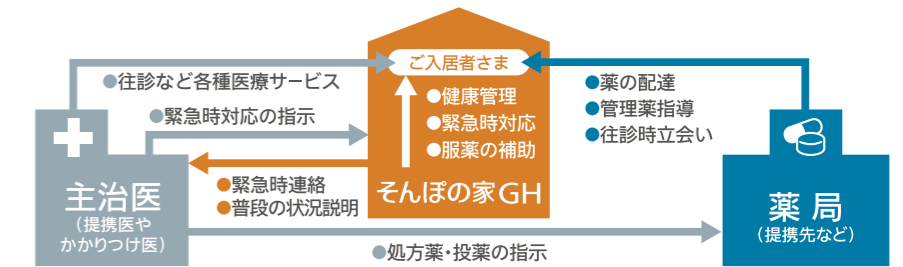 ご入居者さま
●往診など各種医療サービス
●緊急時対応の指示
●健康管理
●緊急時対応
●服薬の補助
そんぽの家GH
●薬の配達
●管理薬指導
●往診時立会い
●緊急時連絡
●普段の状況説明
主治医
（提携医や
かかりつけ医）
薬局
（提携先など）
●処方薬・投薬の指示